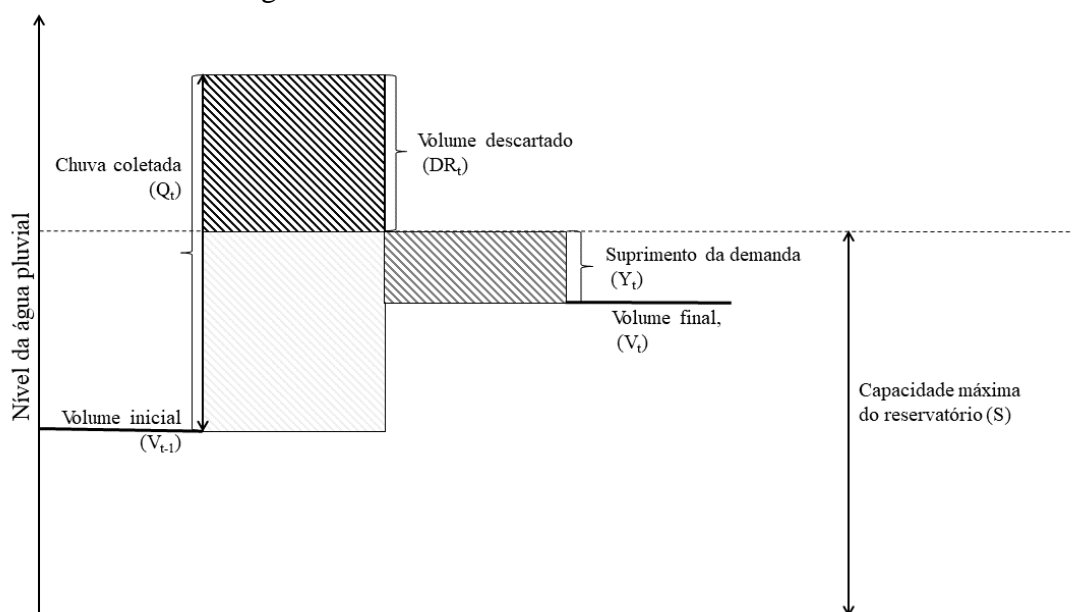 Volume descartado
(DRₜ)
Chuva coletada
(Qₜ)
Nível da água pluvial
Suprimento da demanda
(Yₜ)
Volume final,
(Vₜ)
Capacidade máxima
do reservatório (S)
Volume inicial
(Vₜ₋₁)